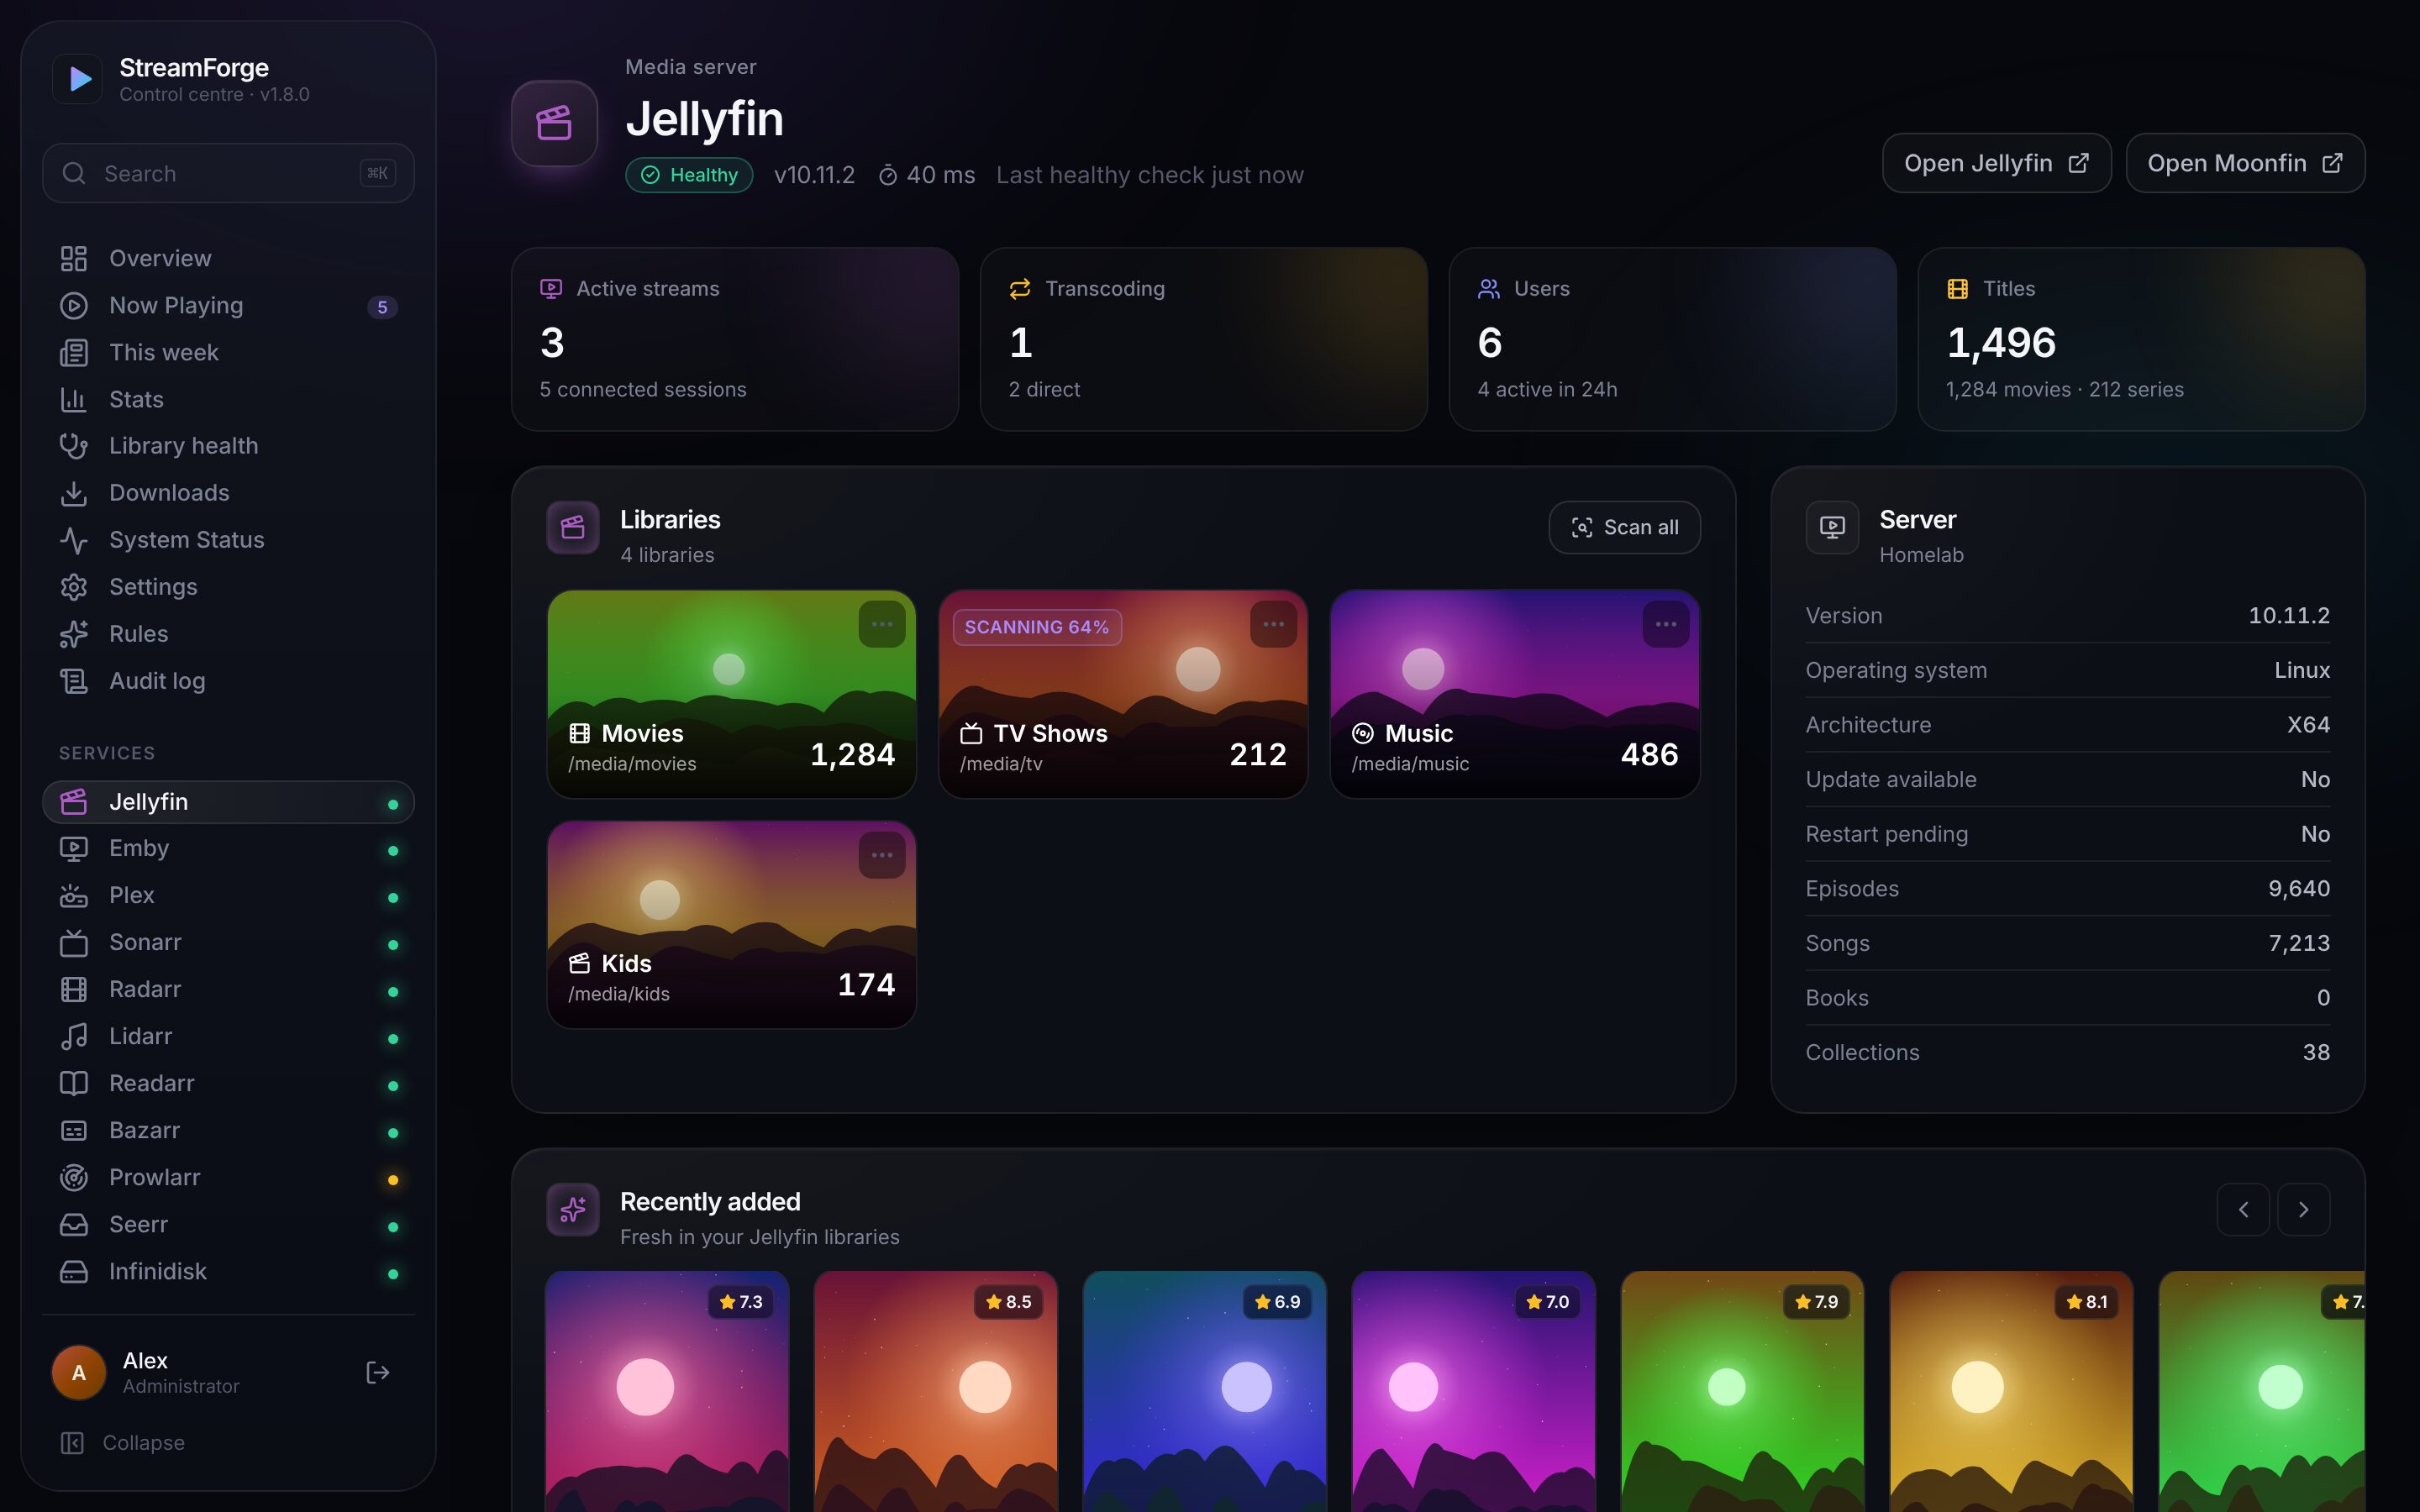 StreamForge
Control centre · v1.8.0
Search
⌘K
Overview
Now Playing
5
This week
Stats
Library health
Downloads
System Status
Settings
Rules
Audit log
SERVICES
Jellyfin
Emby
Plex
Sonarr
Radarr
Lidarr
Readarr
Bazarr
Prowlarr
Seerr
Infinidisk
A
Alex
Administrator
Collapse
Media server
Jellyfin
Healthy
v10.11.2
40 ms
Last healthy check just now
Open Jellyfin
Open Moonfin
Active streams
3
5 connected sessions
Transcoding
1
2 direct
Users
6
4 active in 24h
Titles
1,496
1,284 movies · 212 series
Libraries
4 libraries
Scan all
Movies
/media/movies
1,284
SCANNING 64%
TV Shows
/media/tv
212
Music
/media/music
486
Kids
/media/kids
174
Server
Homelab
Version
10.11.2
Operating system
Linux
Architecture
X64
Update available
No
Restart pending
No
Episodes
9,640
Songs
7,213
Books
0
Collections
38
Recently added
Fresh in your Jellyfin libraries
7.3
8.5
6.9
7.0
7.9
8.1